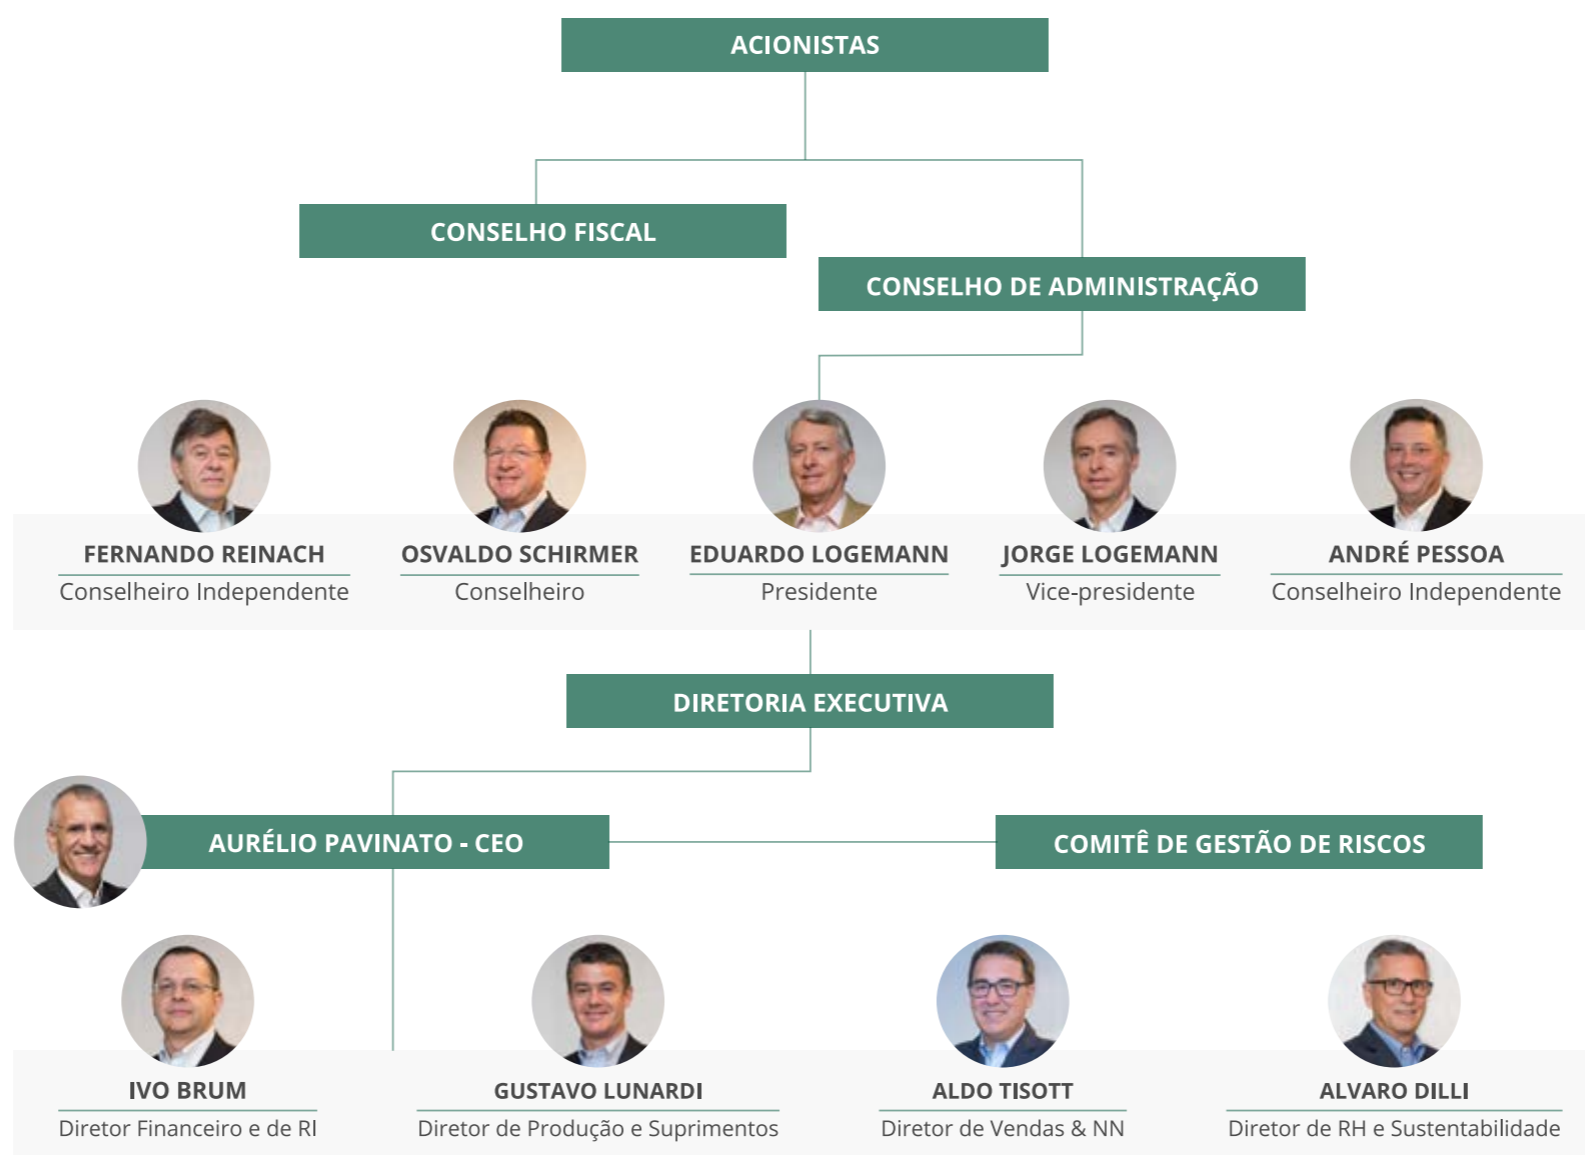 ACIONISTAS
CONSELHO FISCAL
CONSELHO DE ADMINISTRAÇÃO
FERNANDO REINACH
Conselheiro Independente
OSVALDO SCHIRMER
Conselheiro
EDUARDO LOGEMANN
Presidente
JORGE LOGEMANN
Vice-presidente
ANDRÉ PESSOA
Conselheiro Independente
DIRETORIA EXECUTIVA
AURÉLIO PAVINATO - CEO
COMITÊ DE GESTÃO DE RISCOS
IVO BRUM
Diretor Financeiro e de RI
GUSTAVO LUNARDI
Diretor de Produção e Suprimentos
ALDO TISOTT
Diretor de Vendas & NN
ALVARO DILLI
Diretor de RH e Sustentabilidade